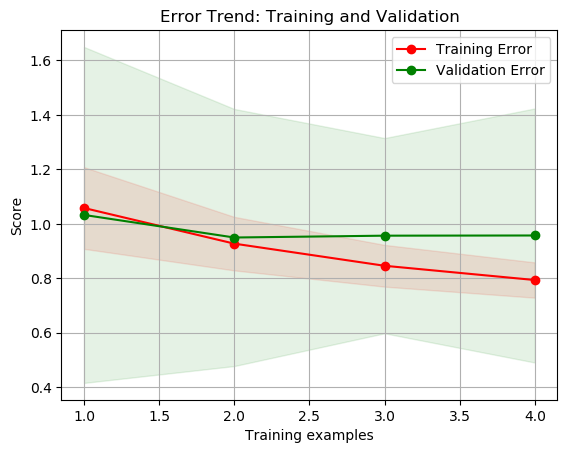 Error Trend: Training and Validation
Training Error
Validation Error
1.6
1.4
1.2
1.0
0.8
0.6
0.4
Score
1.0 1.5 2.0 2.5 3.0 3.5 4.0
Training examples